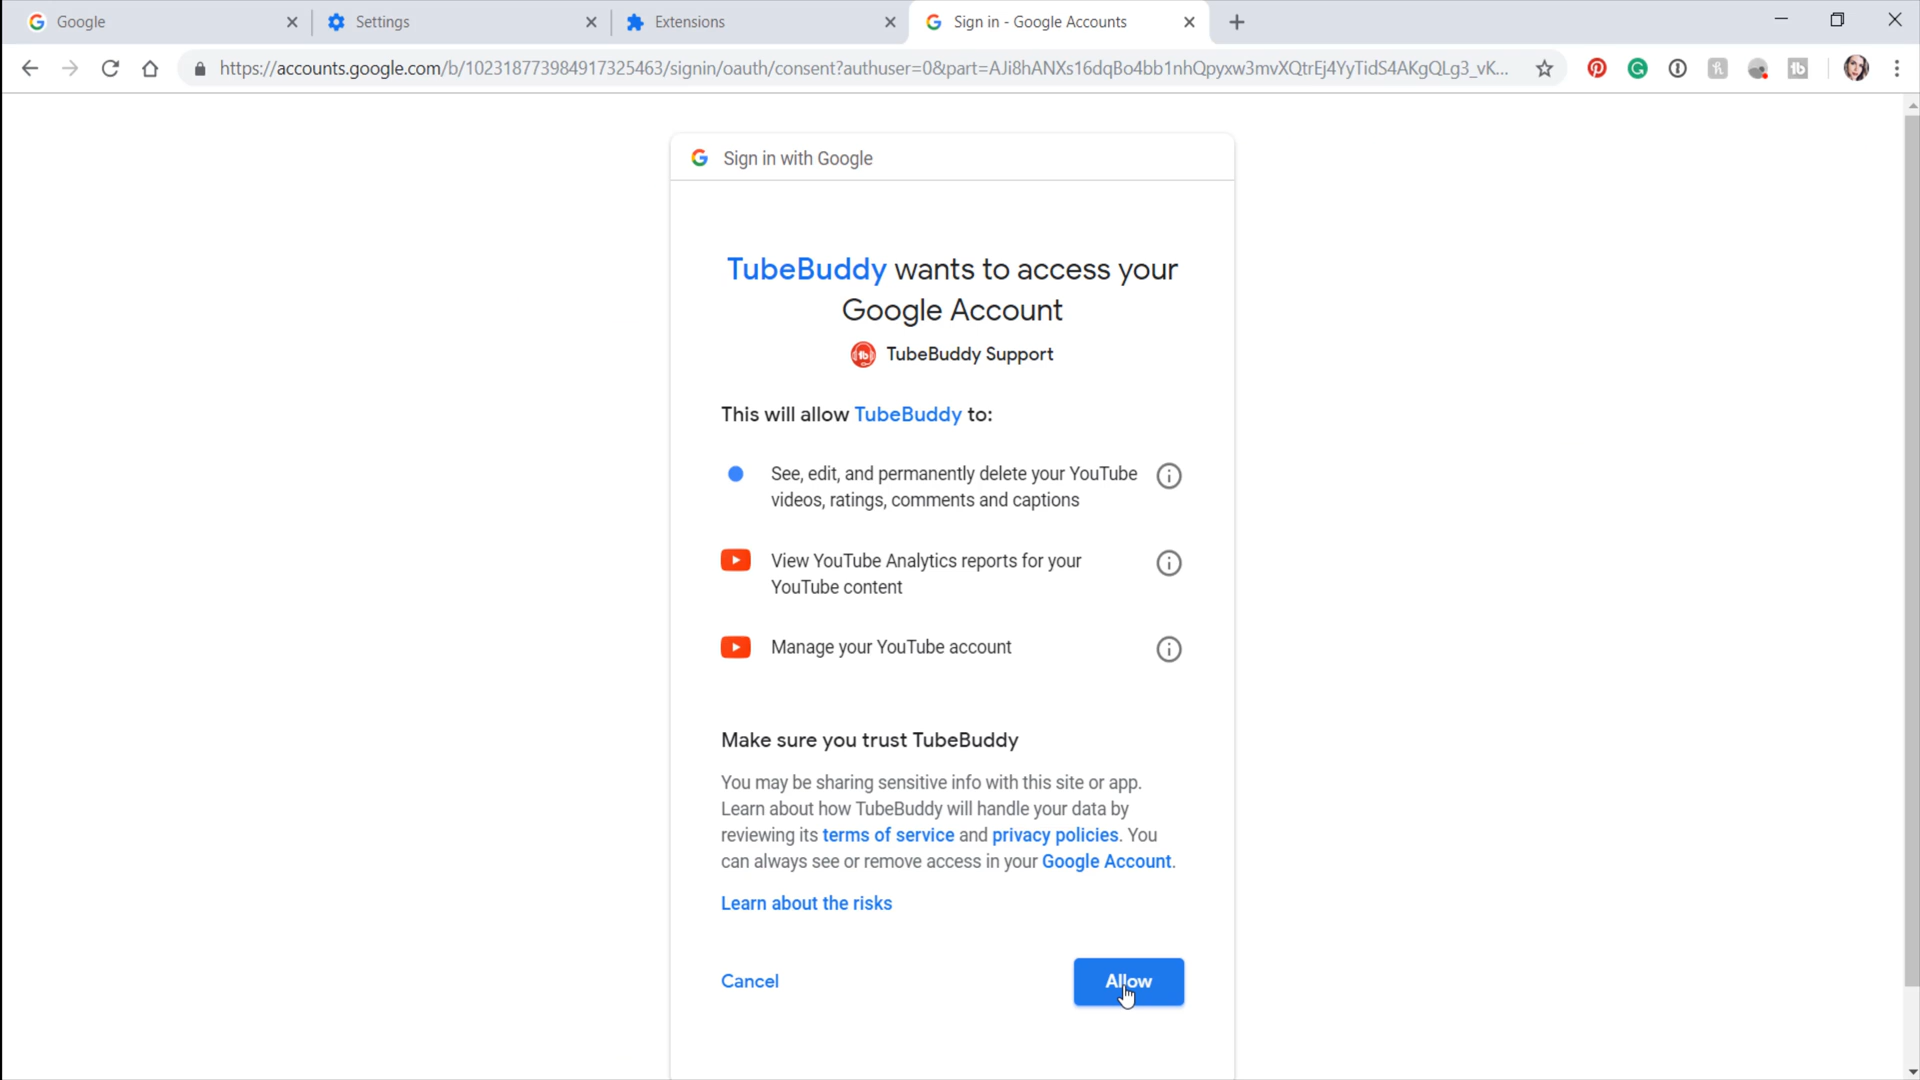 Google
Settings
Extensions
Sign in - Google Accounts
https://accounts.google.com/b/102318773984917325463/signin/oauth/consent?authuser=0&part=AJi8hANXs16dqBo4bb1nhQpyxw3mvXQtrEj4YyTidS4AKgQLg3_vK...
Sign in with Google
TubeBuddy wants to access your
Google Account
TubeBuddy Support
This will allow TubeBuddy to:
See, edit, and permanently delete your YouTube
videos, ratings, comments and captions
View YouTube Analytics reports for your
YouTube content
Manage your YouTube account
Make sure you trust TubeBuddy
You may be sharing sensitive info with this site or app.
Learn about how TubeBuddy will handle your data by
reviewing its terms of service and privacy policies. You
can always see or remove access in your Google Account.
Learn about the risks
Cancel
Allow